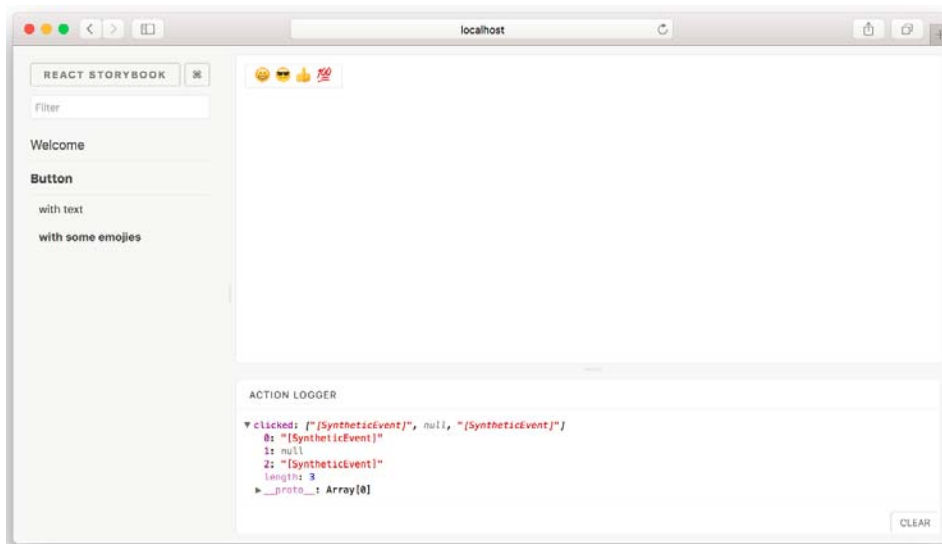 localhost
REACT STORYBOOK ⌘
Filter
Welcome
Button
with text
with some emojies
😁 😎 👍 💯
ACTION LOGGER
▼ clicked: ["[SyntheticEvent]", null, "[SyntheticEvent]"]
0: "[SyntheticEvent]"
1: null
2: "[SyntheticEvent]"
length: 3
▶ __proto__: Array[0]
CLEAR